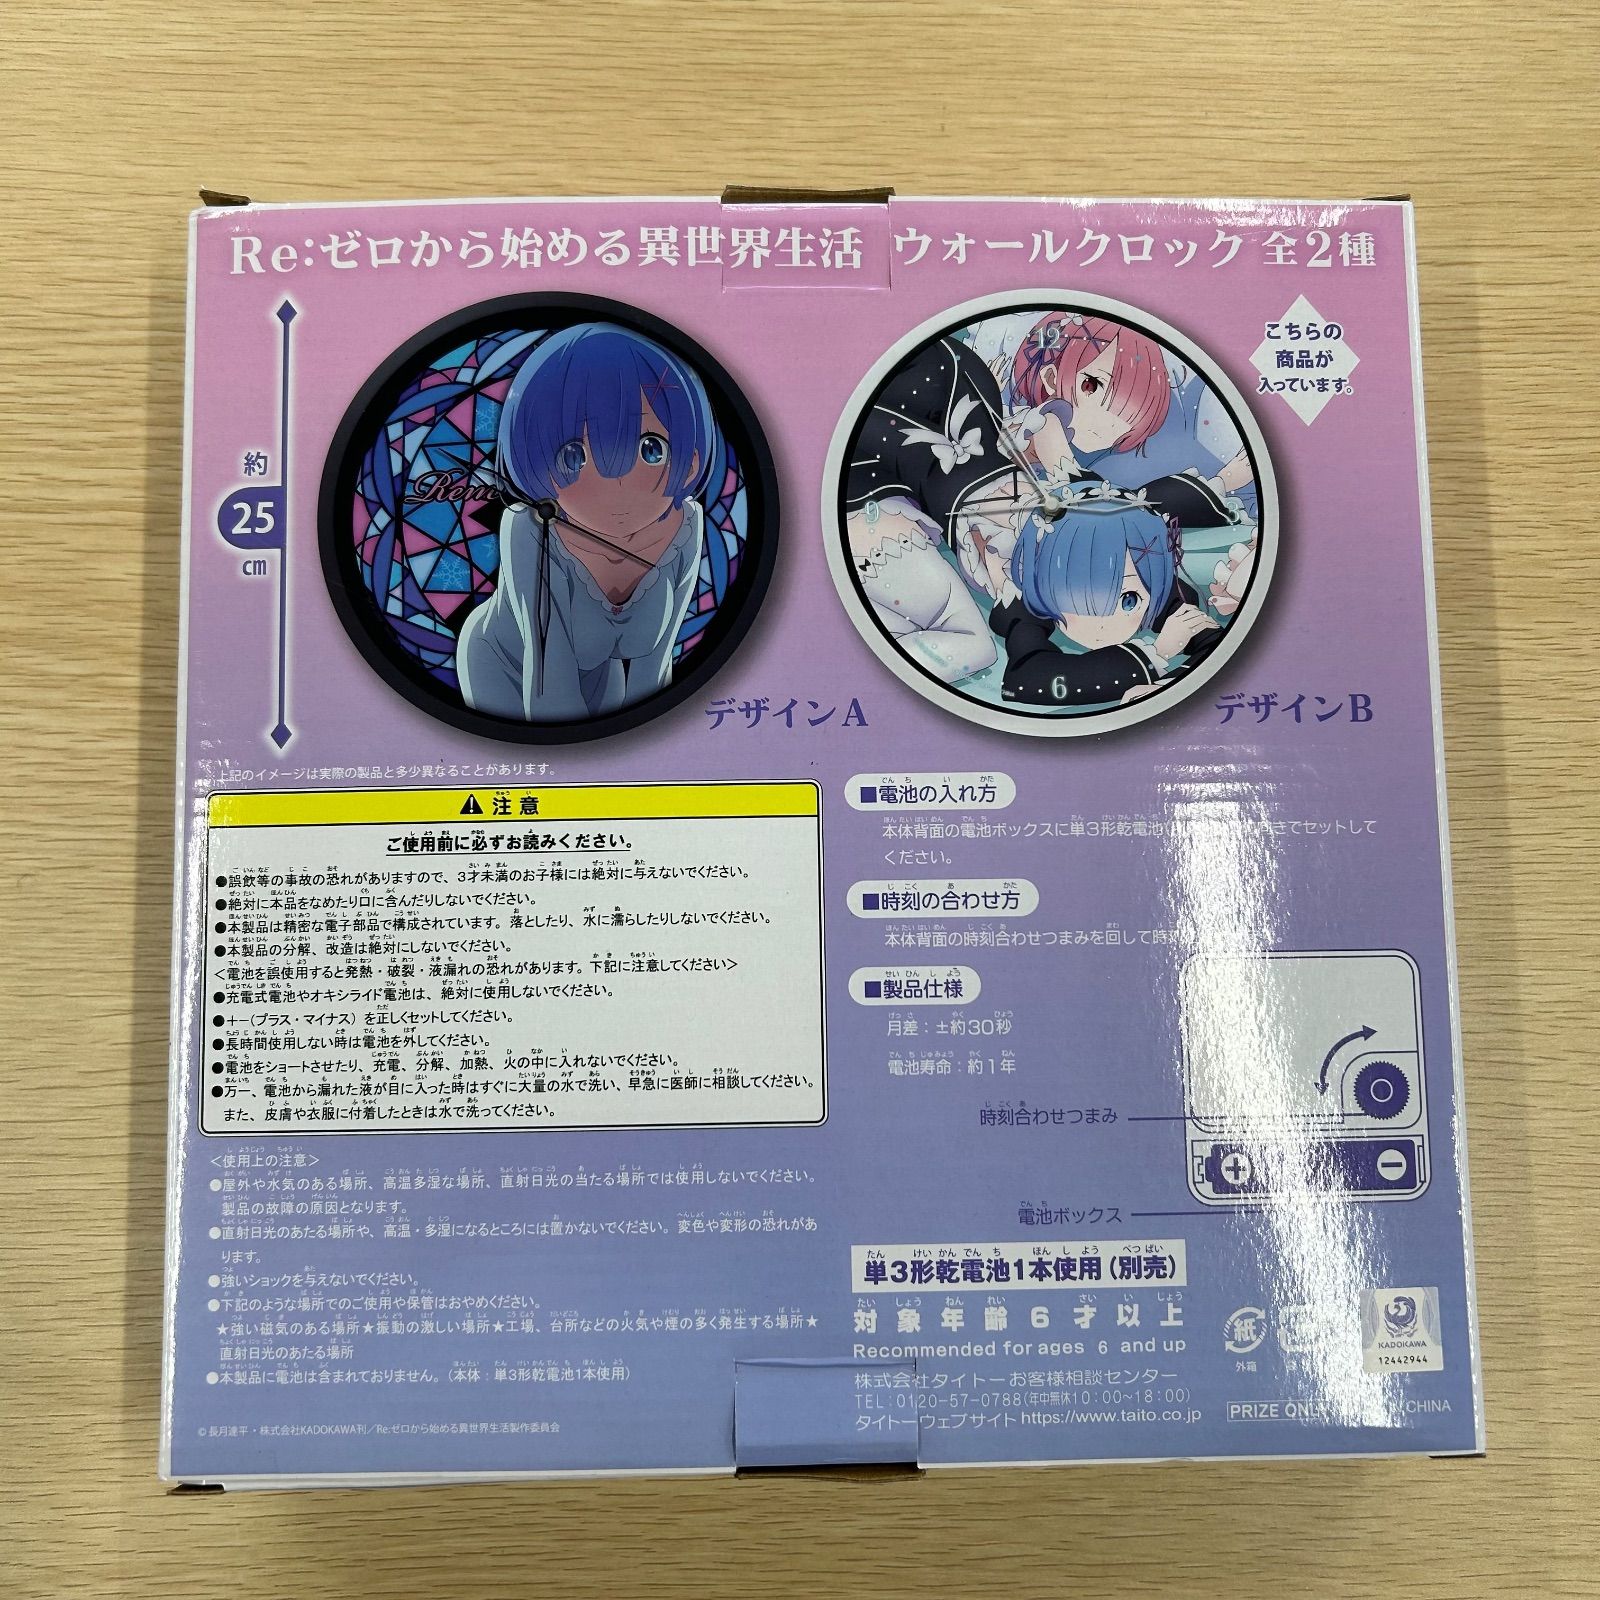 Re:ゼロから始める異世界生活 ウォールクロック 全2種
こちらの
商品が
入っています。
約
25
cm
Rem
12
9
3
6
デザインA
デザインB
上記のイメージは実際の製品と多少異なることがあります。
注意
ご使用前に必ずお読みください。
●誤飲等の事故の恐れがありますので、3才未満のお子様には絶対に与えないでください。
●絶対に本品をなめたり口に含んだりしないでください。
●本製品は精密な電子部品で構成されています。落としたり、水に濡らしたりしないでください。
●本製品の分解、改造は絶対にしないでください。
<電池を誤使用すると発熱・破裂・液漏れの恐れがあります。下記に注意してください>
●充電式電池やオキシライド電池は、絶対に使用しないでください。
●+−(プラス・マイナス)を正しくセットしてください。
●長時間使用しない時は電池を外してください。
●電池をショートさせたり、充電、分解、加熱、火の中に入れないでください。
●万一、電池から漏れた液が目に入った時はすぐに大量の水で洗い、早急に医師に相談してください。
また、皮膚や衣服に付着したときは水で洗ってください。
<使用上の注意>
●屋外や水気のある場所、高温多湿な場所、直射日光の当たる場所では使用しないでください。
製品の故障の原因となります。
●直射日光のあたる場所や、高温・多湿になるところには置かないでください。変色や変形の恐れがあ
ります。
●強いショックを与えないでください。
●下記のような場所でのご使用や保管はおやめください。
★強い磁気のある場所★振動の激しい場所★工場、台所などの火気や煙の多く発生する場所★
直射日光のあたる場所
●本製品に電池は含まれておりません。(本体:単3形乾電池1本使用)
©長月達平・株式会社KADOKAWA刊/Re:ゼロから始める異世界生活製作委員会
■電池の入れ方
本体背面の電池ボックスに単3形乾電池 きでセットして
ください。
■時刻の合わせ方
本体背面の時刻合わせつまみを回して時刻
■製品仕様
月差:±約30秒
電池寿命:約1年
時刻合わせつまみ
電池ボックス
単3形乾電池1本使用(別売)
対象年齢6才以上
Recommended for ages 6 and up
株式会社タイトーお客様相談センター
TEL:0120-57-0788(年中無休10:00~18:00)
タイトーウェブサイトhttps://www.taito.co.jp
紙
外箱
KADOKAWA
12442944
PRIZE ONLY
CHINA